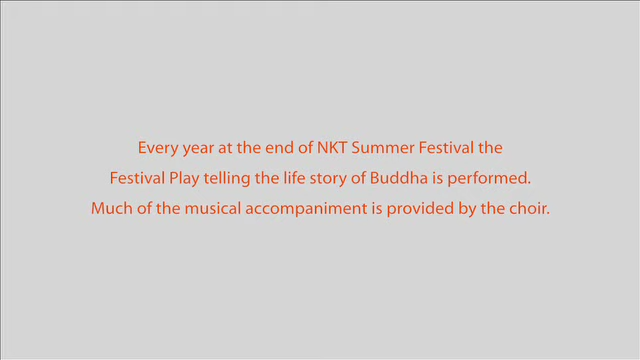 Every year at the end of NKT Summer Festival the
Festival Play telling the life story of Buddha is performed.
Much of the musical accompaniment is provided by the choir.